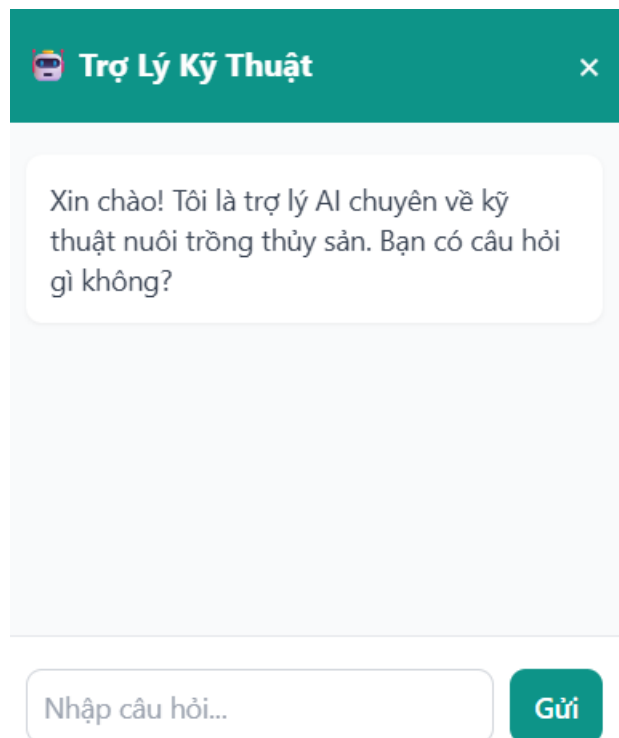 Trợ Lý Kỹ Thuật ×
Xin chào! Tôi là trợ lý AI chuyên về kỹ
thuật nuôi trồng thủy sản. Bạn có câu hỏi
gì không?
Nhập câu hỏi... Gửi